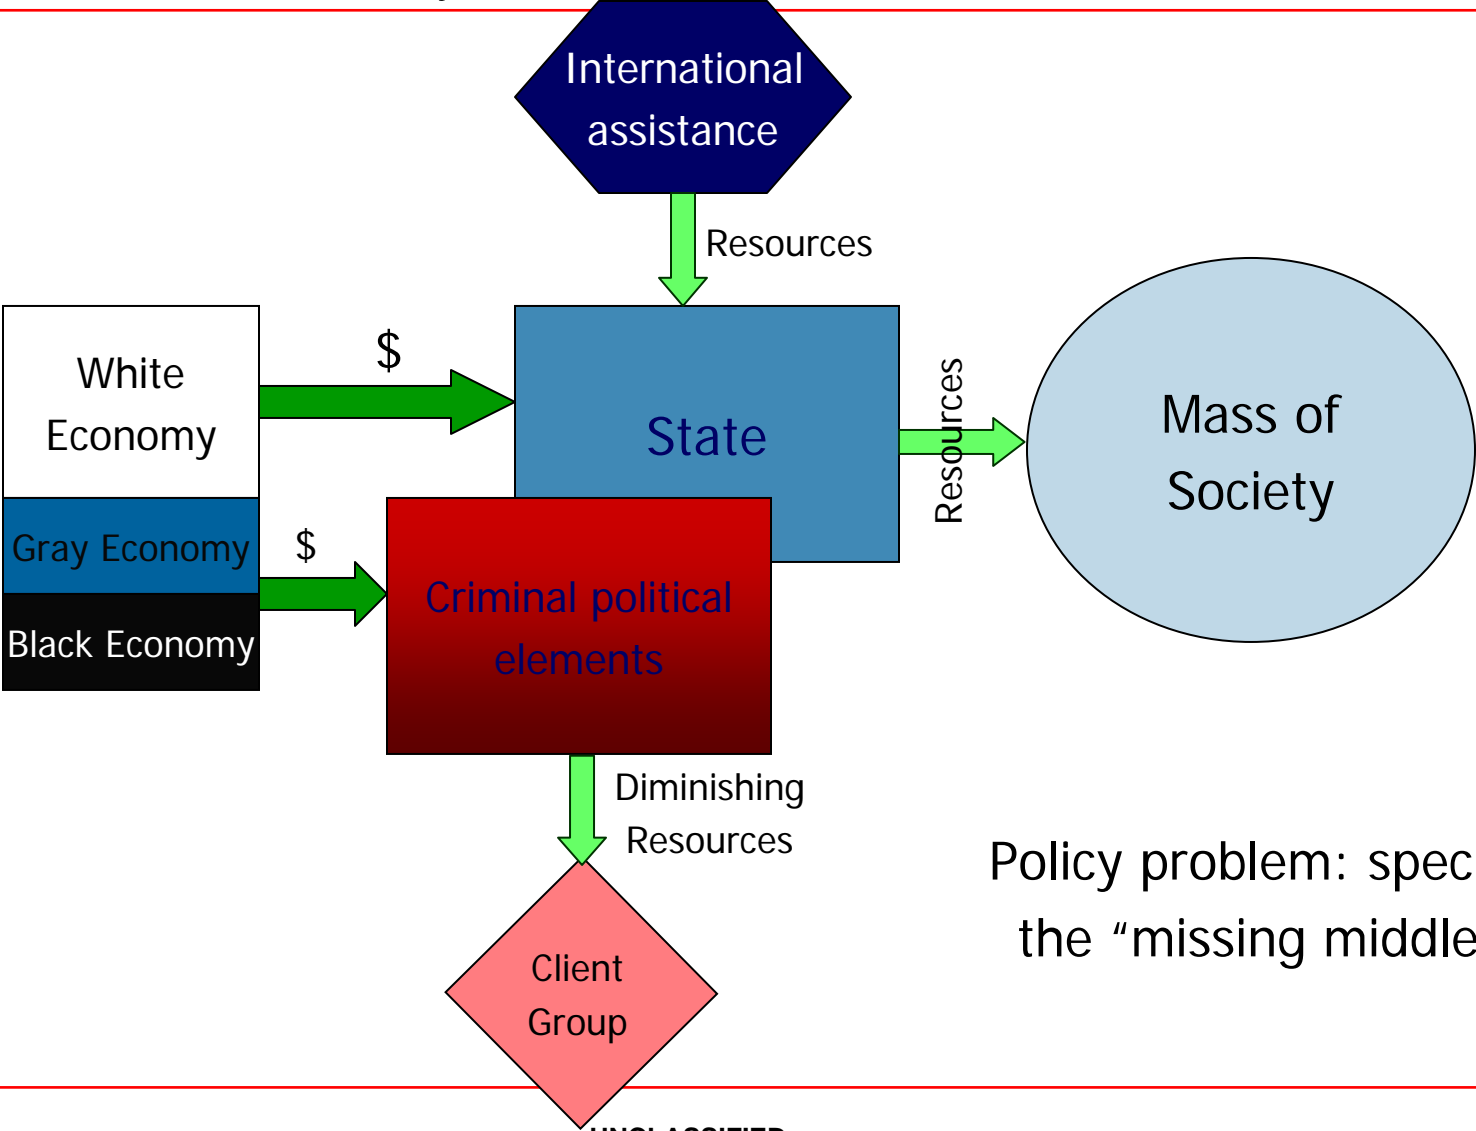 International
assistance
Resources
White
Economy
$
State
Resources
Mass of
Society
Gray Economy
$
Black Economy
Criminal political
elements
Diminishing
Resources
Policy problem: spec
the “missing middle
Client
Group